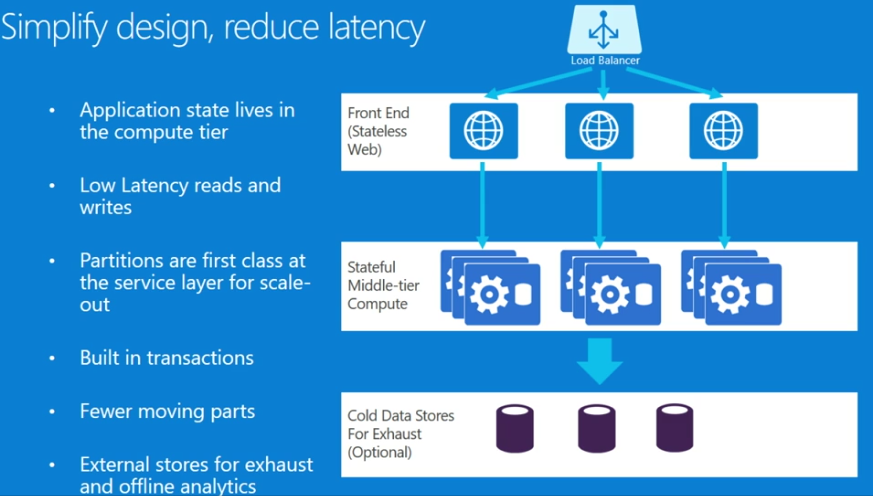 Simplify design, reduce latency
Load Balancer
• Application state lives in
the compute tier
• Low Latency reads and
writes
• Partitions are first class at
the service layer for scale-
out
• Built in transactions
• Fewer moving parts
• External stores for exhaust
and offline analytics
Front End
(Stateless
Web)
Stateful
Middle-tier
Compute
Cold Data Stores
For Exhaust
(Optional)